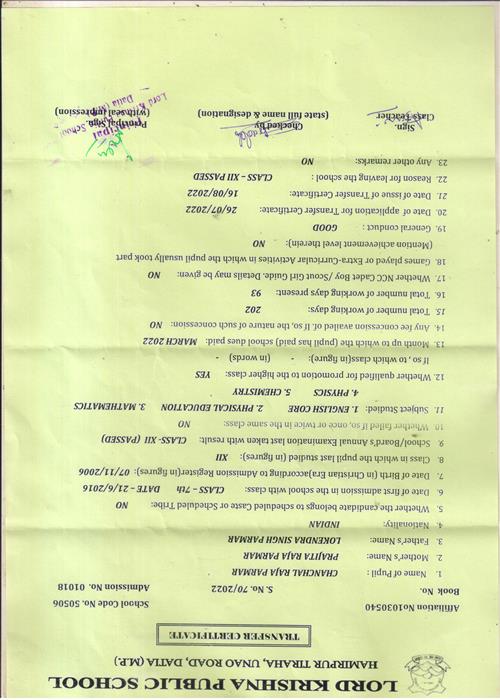 LORD KRISHNA PUBLIC SCHOOL
HAMIRPUR TIRAHA, UNAO ROAD, DATIA (M.P.)
TRANSFER CERTIFICATE
Affiliation No1030540 School Code No. 50506
Book No. S. No. 70/2022 Admission No. 01018
1. Name of Pupil : CHANCHAL RAJA PARMAR
2. Mother's Name: PRAJITA RAJA PARMAR
3. Father's Name: LOKENDRA SINGH PARMAR
4. Nationality: INDIAN
5. Whether the candidate belongs to scheduled Caste or Scheduled Tribe: NO
6. Date of first admission in the school with class: CLASS - 7th DATE - 21/6/2016
7. Date of Birth (in Christian Era)according to Admission Register(in figures): 07/11/2006
8. Class in which the pupil last studied (in figures): XII
9. School/Board's Annual Examination last taken with result: CLASS- XII (PASSED)
10 Whether failed if so, once or twice in the same class: NO
11. Subject Studied: 1. ENGLISH CORE 2. PHYSICAL EDUCATION 3. MATHEMATICS
4. PHYSICS 5. CHEMISTRY
12. Whether qualified for promotion to the higher class: YES
If so , to which class(in figure): - (in words) -
13. Month up to which the (pupil has paid) school dues paid: MARCH 2022
14. Any Fee concession availed of. If so, the nature of such concession: NO
15. Total number of working days: 202
16. Total number of working days present: 93
17. Whether NCC Cadet Boy /Scout Girl Guide Details may be given: NO
18. Games played or Extra-Curricular Activities in which the pupil usually took part
(Mention achievement level therein): NO
19. General conduct : GOOD
20. Date of application for Transfer Certificate: 26/07/2022
21. Date of issue of Transfer Certificate: 16/08/2022
22. Reason for leaving the school : CLASS - XII PASSED
23. Any other remarks: NO
Sign. Checked by Principal Sign.
Class Teacher (state full name & designation) (with seal impression)
Principal
Lord School
Datia (M.P.)